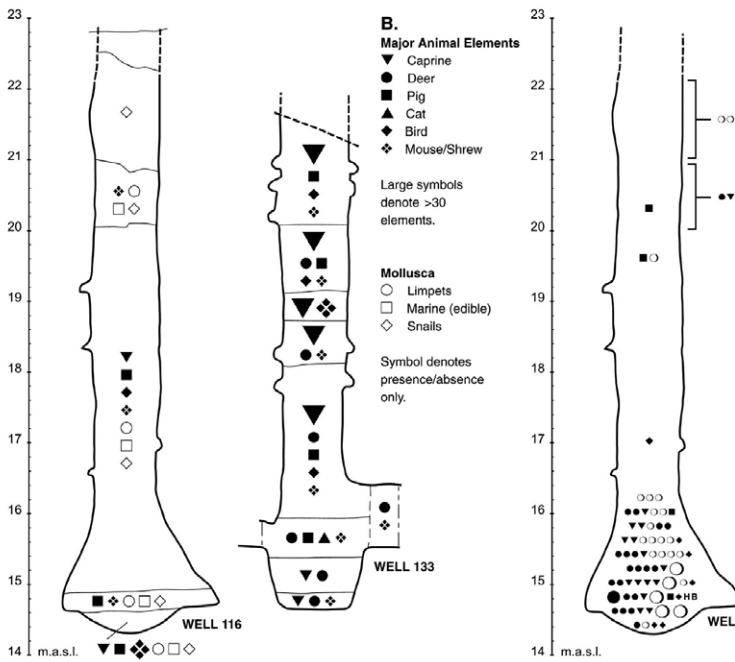 23
22
21
20
19
18
17
16
15
14
m.a.s.l.
WELL 116
WELL 133
B.
Major Animal Elements
Caprine
Deer
Pig
Cat
Bird
Mouse/Shrew
Large symbols
denote >30
elements.
Mollusca
Limpets
Marine (edible)
Snails
Symbol denotes
presence/absence
only.
23
22
21
20
19
18
17
16
15
14
m.a.s.l.
HB
WEL